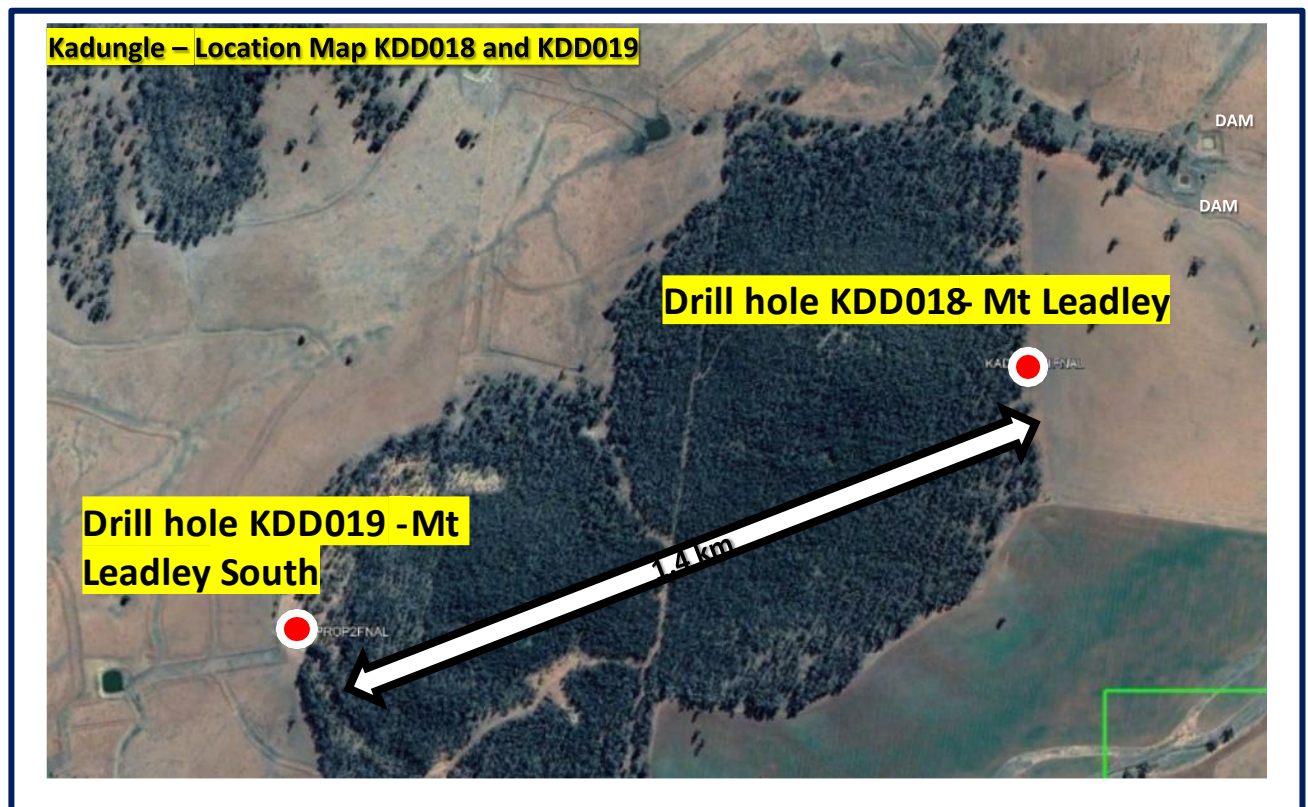 Kadungle – Location Map KDD018 and KDD019
DAM
DAM
Drill hole KDD018- Mt Leadley
Drill hole KDD019 -Mt
Leadley South
1.4 km
PROP2FNAL